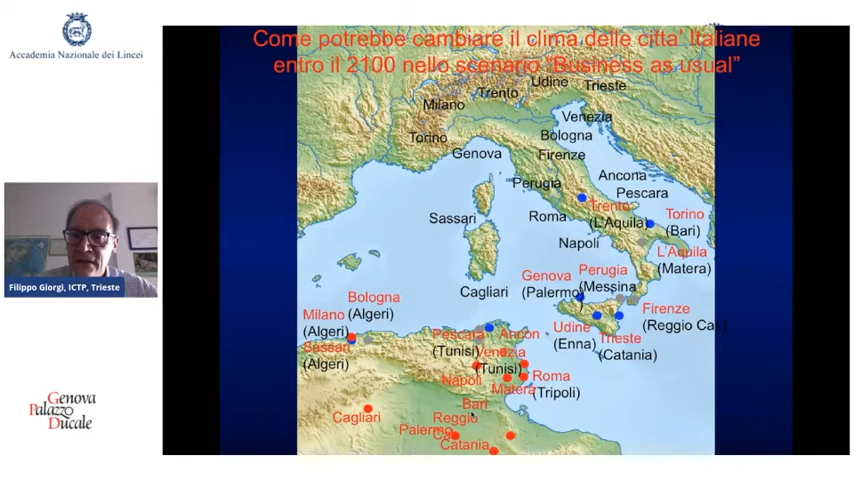 Accademia Nazionale dei Lincei
Come potrebbe cambiare il clima delle citta' Italiane
entro il 2100 nello scenario "Business as usual"
Udine
Trento
Trieste
Milano
Venezia
Torino
Bologna
Genova
Firenze
Ancona
Perugia
Pescara
Sassari
Roma
Trento
(L'Aquila)
Torino
(Bari)
Napoli
L'Aquila
(Matera)
Cagliari
Genova
(Palermo)
Perugia
(Messina
Firenze
(Reggio Cal.)
Bologna
(Algeri)
Milano
(Algeri)
Sassari
(Algeri)
Pescara
(Tunisi)
Ancon
Venezia
(Tunisi)
Udine
(Enna)
Trieste
(Catania)
Napoli
Roma
(Tripoli)
Matera
Bari
Cagliari
Reggio
Palermo
Catania
Filippo Giorgi, ICTP, Trieste
Genova
Palazzo
Ducale